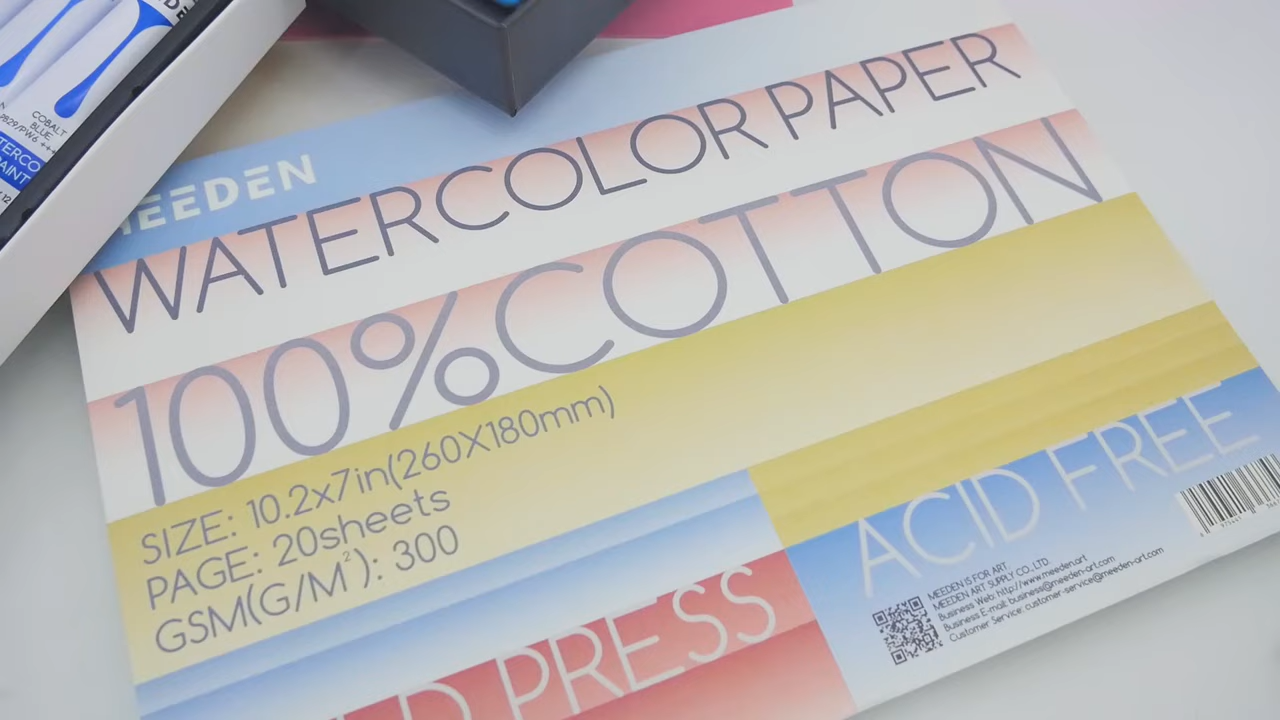 COBALT
BLUE
PB29/PW6
MEEDEN
WATERCOLOR PAPER
100%COTTON
SIZE: 10.2x7in(260X180mm)
PAGE: 20sheets
GSM(G/M²): 300
PRESS
ACID FREE
MEEDEN IS FOR ART.
MEEDEN ART SUPPLY CO., LTD.
Business Web: http://www.meeden.art
Business E-mail: business@meeden-art.com
Customer Service: customer-service@meeden-art.com